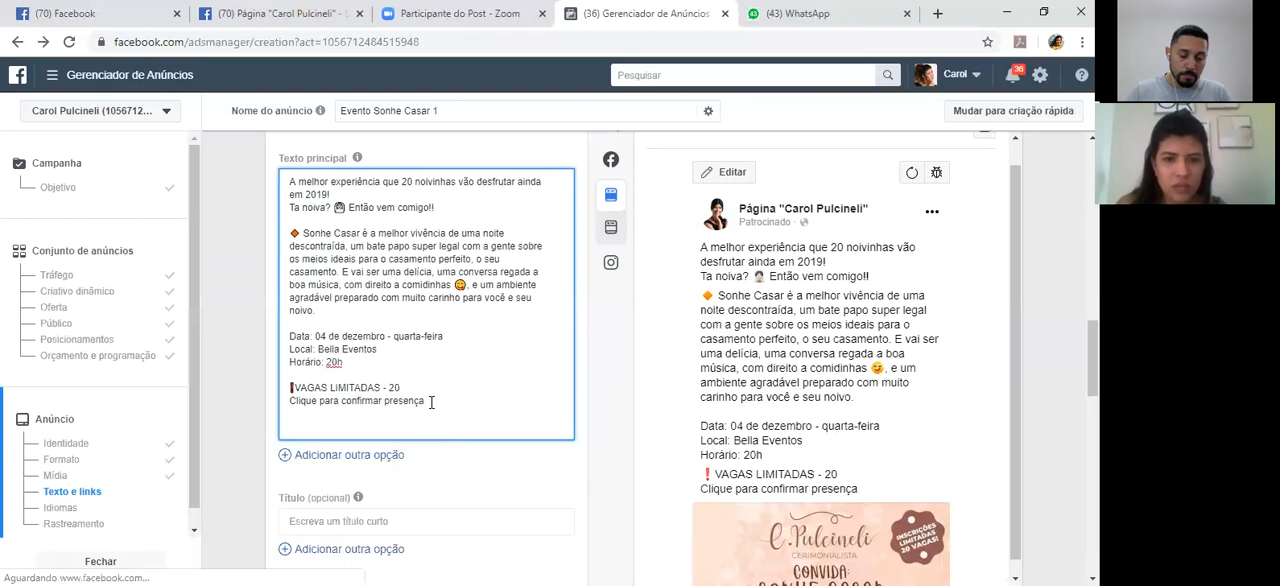 (70) Facebook
(70) Página "Carol Pulcineli" - V
Participante do Post - Zoom
(36) Gerenciador de Anúncios
(43) WhatsApp
facebook.com/adsmanager/creation?act=1056712484515948
Gerenciador de Anúncios
Pesquisar
Carol
36
Carol Pulcineli (1056712...
Nome do anúncio
Evento Sonhe Casar 1
Mudar para criação rápida
Campanha
Objetivo
Conjunto de anúncios
Tráfego
Criativo dinâmico
Oferta
Público
Posicionamentos
Orçamento e programação
Anúncio
Identidade
Formato
Mídia
Texto e links
Idiomas
Rastreamento
Fechar
Aguardando www.facebook.com...
Texto principal
A melhor experiência que 20 noivinhas vão desfrutar ainda
em 2019!
Ta noiva? 👰 Então vem comigo!!
🔸 Sonhe Casar é a melhor vivência de uma noite
descontraída, um bate papo super legal com a gente sobre
os meios ideais para o casamento perfeito, o seu
casamento. E vai ser uma delícia, uma conversa regada a
boa música, com direito a comidinhas 😋, e um ambiente
agradável preparado com muito carinho para você e seu
noivo.
Data: 04 de dezembro - quarta-feira
Local: Bella Eventos
Horário: 20h
❗VAGAS LIMITADAS - 20
Clique para confirmar presença
Adicionar outra opção
Título (opcional)
Escreva um título curto
Adicionar outra opção
Editar
Página "Carol Pulcineli"
Patrocinado ·
A melhor experiência que 20 noivinhas vão
desfrutar ainda em 2019!
Ta noiva? 👰 Então vem comigo!!
🔸 Sonhe Casar é a melhor vivência de uma
noite descontraída, um bate papo super legal
com a gente sobre os meios ideais para o
casamento perfeito, o seu casamento. E vai ser
uma delícia, uma conversa regada a boa
música, com direito a comidinhas 😋, e um
ambiente agradável preparado com muito
carinho para você e seu noivo.
Data: 04 de dezembro - quarta-feira
Local: Bella Eventos
Horário: 20h
❗VAGAS LIMITADAS - 20
Clique para confirmar presença
C.Pulcineli
CERIMONIALISTA
CONVIDA:
INSCRIÇÕES
LIMITADAS
20 VAGAS!